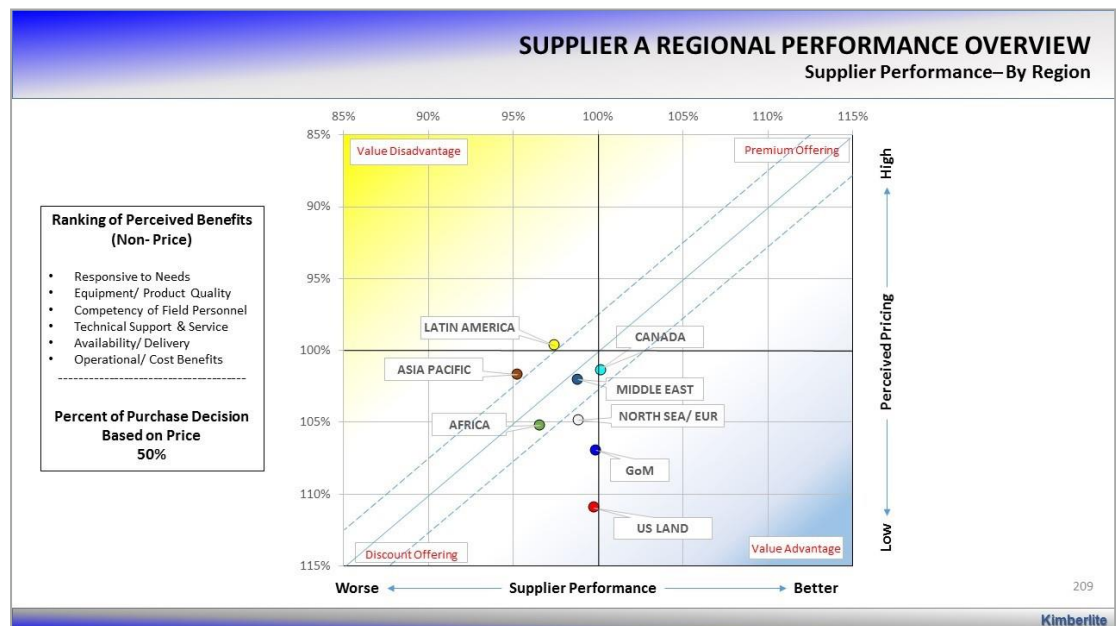 SUPPLIER A REGIONAL PERFORMANCE OVERVIEW
Supplier Performance– By Region
Ranking of Perceived Benefits
(Non- Price)
• Responsive to Needs
• Equipment/ Product Quality
• Competency of Field Personnel
• Technical Support & Service
• Availability/ Delivery
• Operational/ Cost Benefits
--------------------------------------
Percent of Purchase Decision
Based on Price
50%
85% 90% 95% 100% 105% 110% 115%
85%
90%
95%
100%
105%
110%
115%
Value Disadvantage
Premium Offering
LATIN AMERICA
CANADA
ASIA PACIFIC
MIDDLE EAST
AFRICA
NORTH SEA/ EUR
GoM
US LAND
Discount Offering
Value Advantage
High
Perceived Pricing
Low
Worse
Supplier Performance
Better
209
Kimberlite